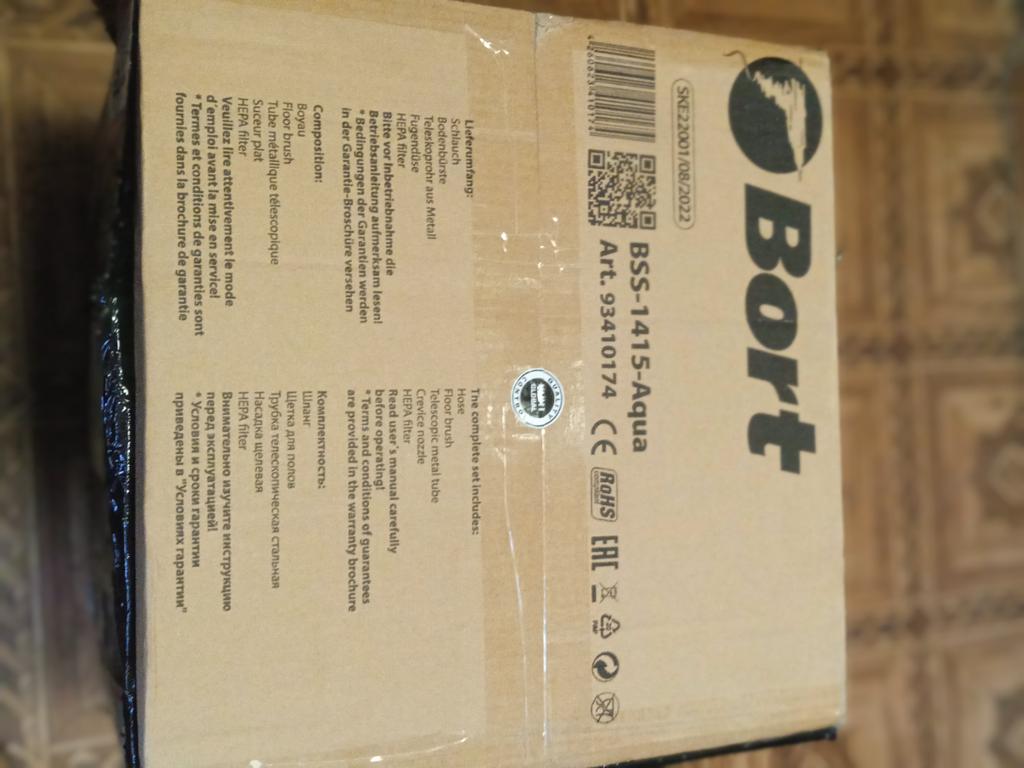 Bort
SKE22001/08/2022
BSS-1415-Aqua
Art. 93410174
CE
RoHS
compliant
EAC
PAP
QUALITY
CONTROL
Lieferumfang:
Schlauch
Bodenbürste
Teleskoprohr aus Metall
Fugendüse
HEPA filter
Bitte vor Inbetriebnahme die
Betriebsanleitung aufmerksam lesen!
* Bedingungen der Garantien werden
in der Garantie-Broschüre versehen
Composition:
Boyau
Floor brush
Tube métallique télescopique
Suceur plat
HEPA filter
Veuillez lire attentivement le mode
d'emploi avant la mise en service!
* Termes et conditions de garanties sont
fournies dans la brochure de garantie
The complete set includes:
Hose
Floor brush
Telescopic metal tube
Crevice nozzle
HEPA filter
Read user's manual carefully
before operating!
* Terms and conditions of guarantees
are provided in the warranty brochure
Комплектность:
Шланг
Щетка для полов
Трубка телескопическая стальная
Насадка щелевая
HEPA filter
Внимательно изучите инструкцию
перед эксплуатацией!
* Условия и сроки гарантии
приведены в "Условиях гарантии"